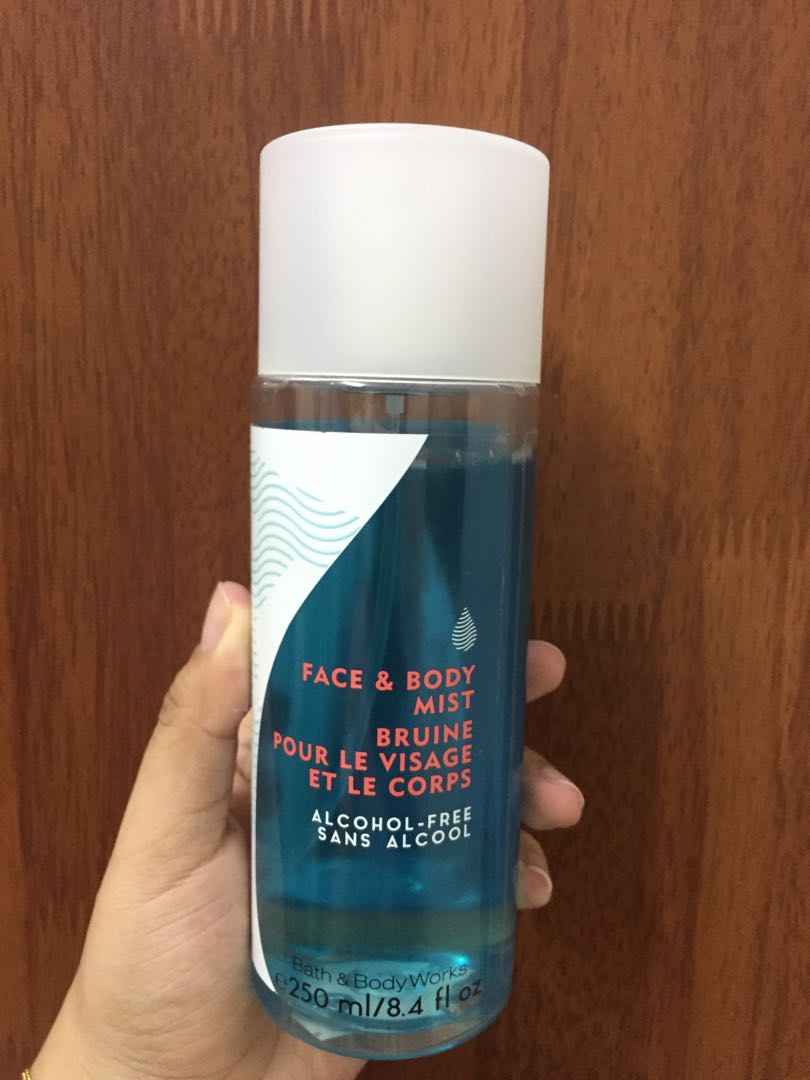 FACE & BODY
MIST
BRUINE
POUR LE VISAGE
ET LE CORPS
ALCOHOL-FREE
SANS ALCOOL
Bath & Body Works
℮250 ml/8.4 fl oz